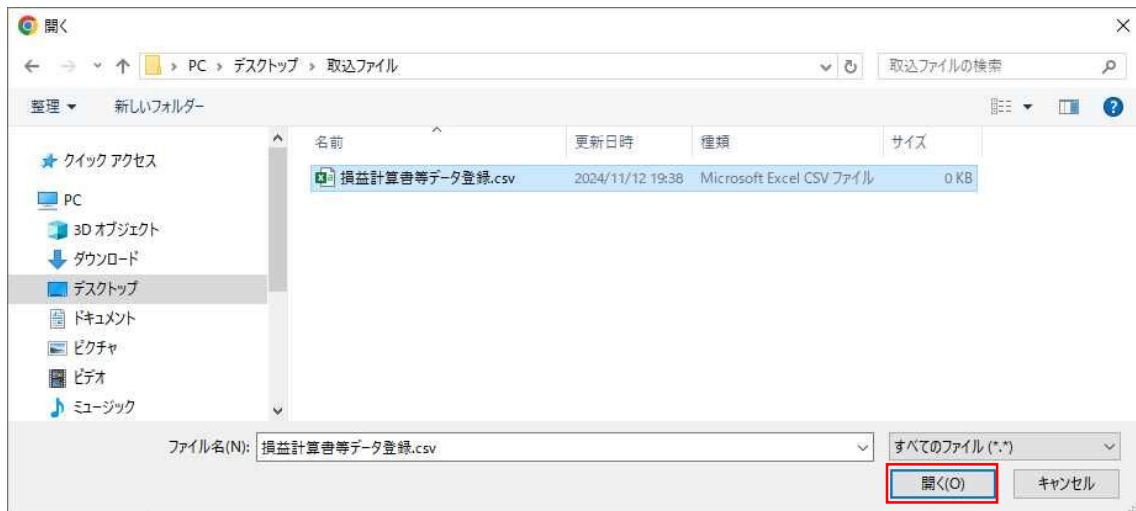 開く
PC › デスクトップ › 取込ファイル
取込ファイルの検索
整理 新しいフォルダー
名前 更新日時 種類 サイズ
損益計算書等データ登録.csv 2024/11/12 19:38 Microsoft Excel CSV ファイル 0 KB
クイック アクセス
PC
3D オブジェクト
ダウンロード
デスクトップ
ドキュメント
ピクチャ
ビデオ
ミュージック
ファイル名(N): 損益計算書等データ登録.csv すべてのファイル (*.*)
開く(O) キャンセル